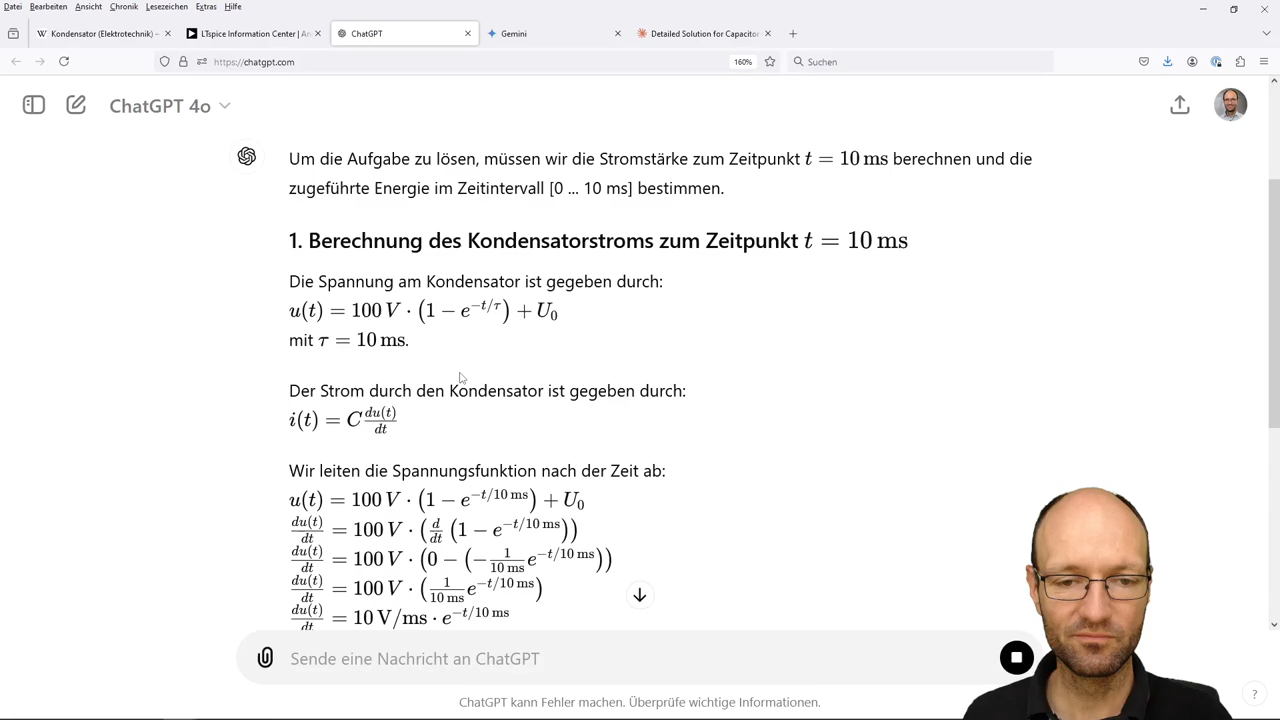 Datei Bearbeiten Ansicht Chronik Lesezeichen Extras Hilfe
Kondensator (Elektrotechnik) – LTspice Information Center | An ChatGPT Gemini Detailed Solution for Capacitor
https://chatgpt.com 160% Suchen
ChatGPT 4o
Um die Aufgabe zu lösen, müssen wir die Stromstärke zum Zeitpunkt t = 10 ms berechnen und die
zugeführte Energie im Zeitintervall [0 ... 10 ms] bestimmen.
1. Berechnung des Kondensatorstroms zum Zeitpunkt t = 10 ms
Die Spannung am Kondensator ist gegeben durch:
u(t) = 100 V · (1 − e^{−t/τ}) + U₀
mit τ = 10 ms.
Der Strom durch den Kondensator ist gegeben durch:
i(t) = C du(t)/dt
Wir leiten die Spannungsfunktion nach der Zeit ab:
u(t) = 100 V · (1 − e^{−t/10 ms}) + U₀
du(t)/dt = 100 V · (d/dt (1 − e^{−t/10 ms}))
du(t)/dt = 100 V · (0 − (−1/10 ms e^{−t/10 ms}))
du(t)/dt = 100 V · (1/10 ms e^{−t/10 ms})
du(t)/dt = 10 V/ms · e^{−t/10 ms}
Sende eine Nachricht an ChatGPT
ChatGPT kann Fehler machen. Überprüfe wichtige Informationen.
?